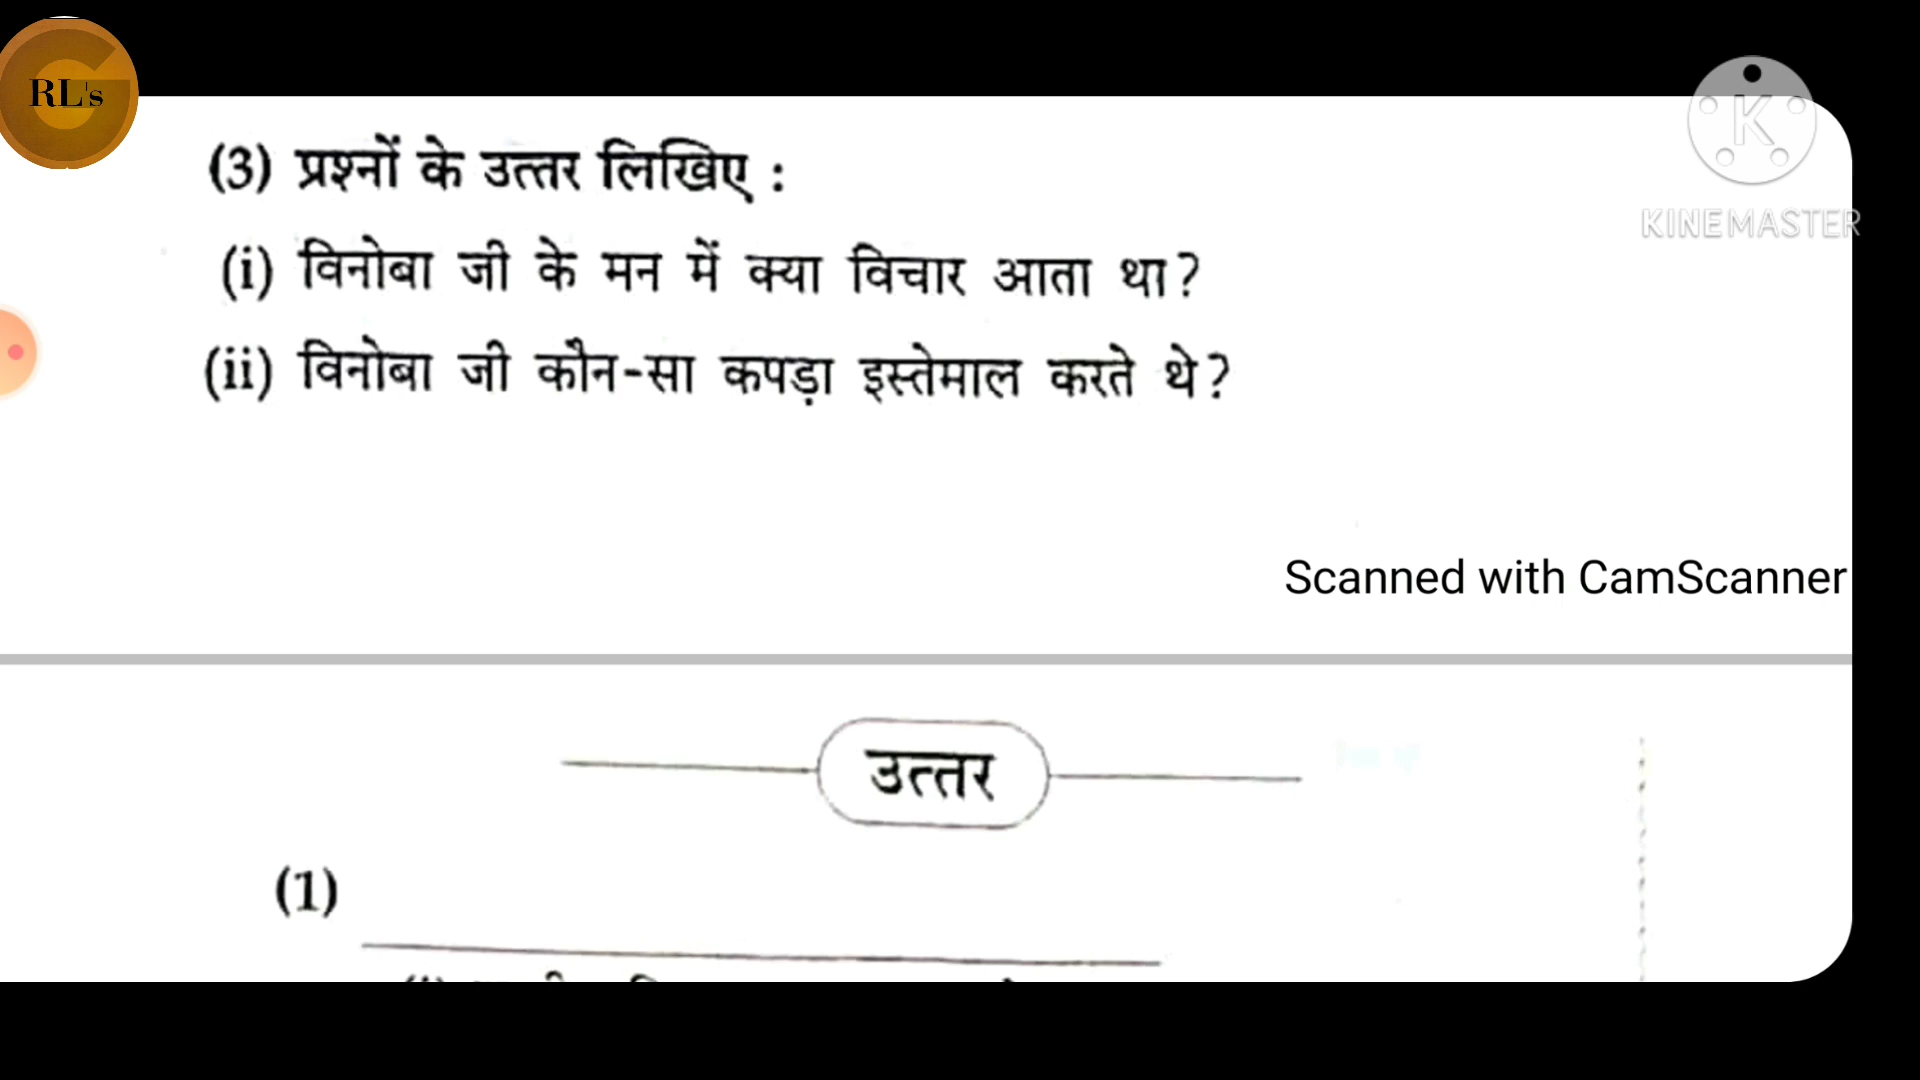 RL's
KINEMASTER
(3) प्रश्नों के उत्तर लिखिए :
(i) विनोबा जी के मन में क्या विचार आता था?
(ii) विनोबा जी कौन-सा कपड़ा इस्तेमाल करते थे?
Scanned with CamScanner
उत्तर
(1)